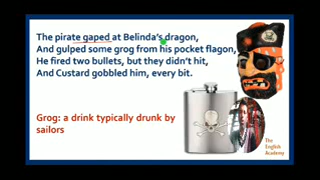 The pirate gaped at Belinda's dragon,
And gulped some grog from his pocket flagon,
He fired two bullets, but they didn't hit,
And Custard gobbled him, every bit.
Grog: a drink typically drunk by
sailors
The
English
Academy